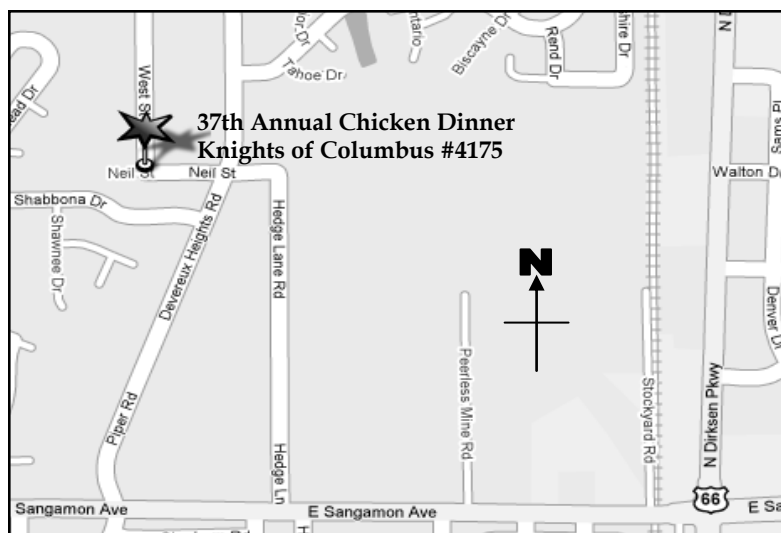 Biscayne Dr
Rend Dr
Tahoe Dr
West St
37th Annual Chicken Dinner
Knights of Columbus #4175
Neil St
Neil St
Walton
Shabbona Dr
Shawnee Dr
Devereux Heights Rd
Hedge Lane Rd
N
Denver Dr
Peerless Mine Rd
Stockyard Rd
N Dirksen Pkwy
Piper Rd
Hedge Ln
66
Sangamon Ave
E Sangamon Ave